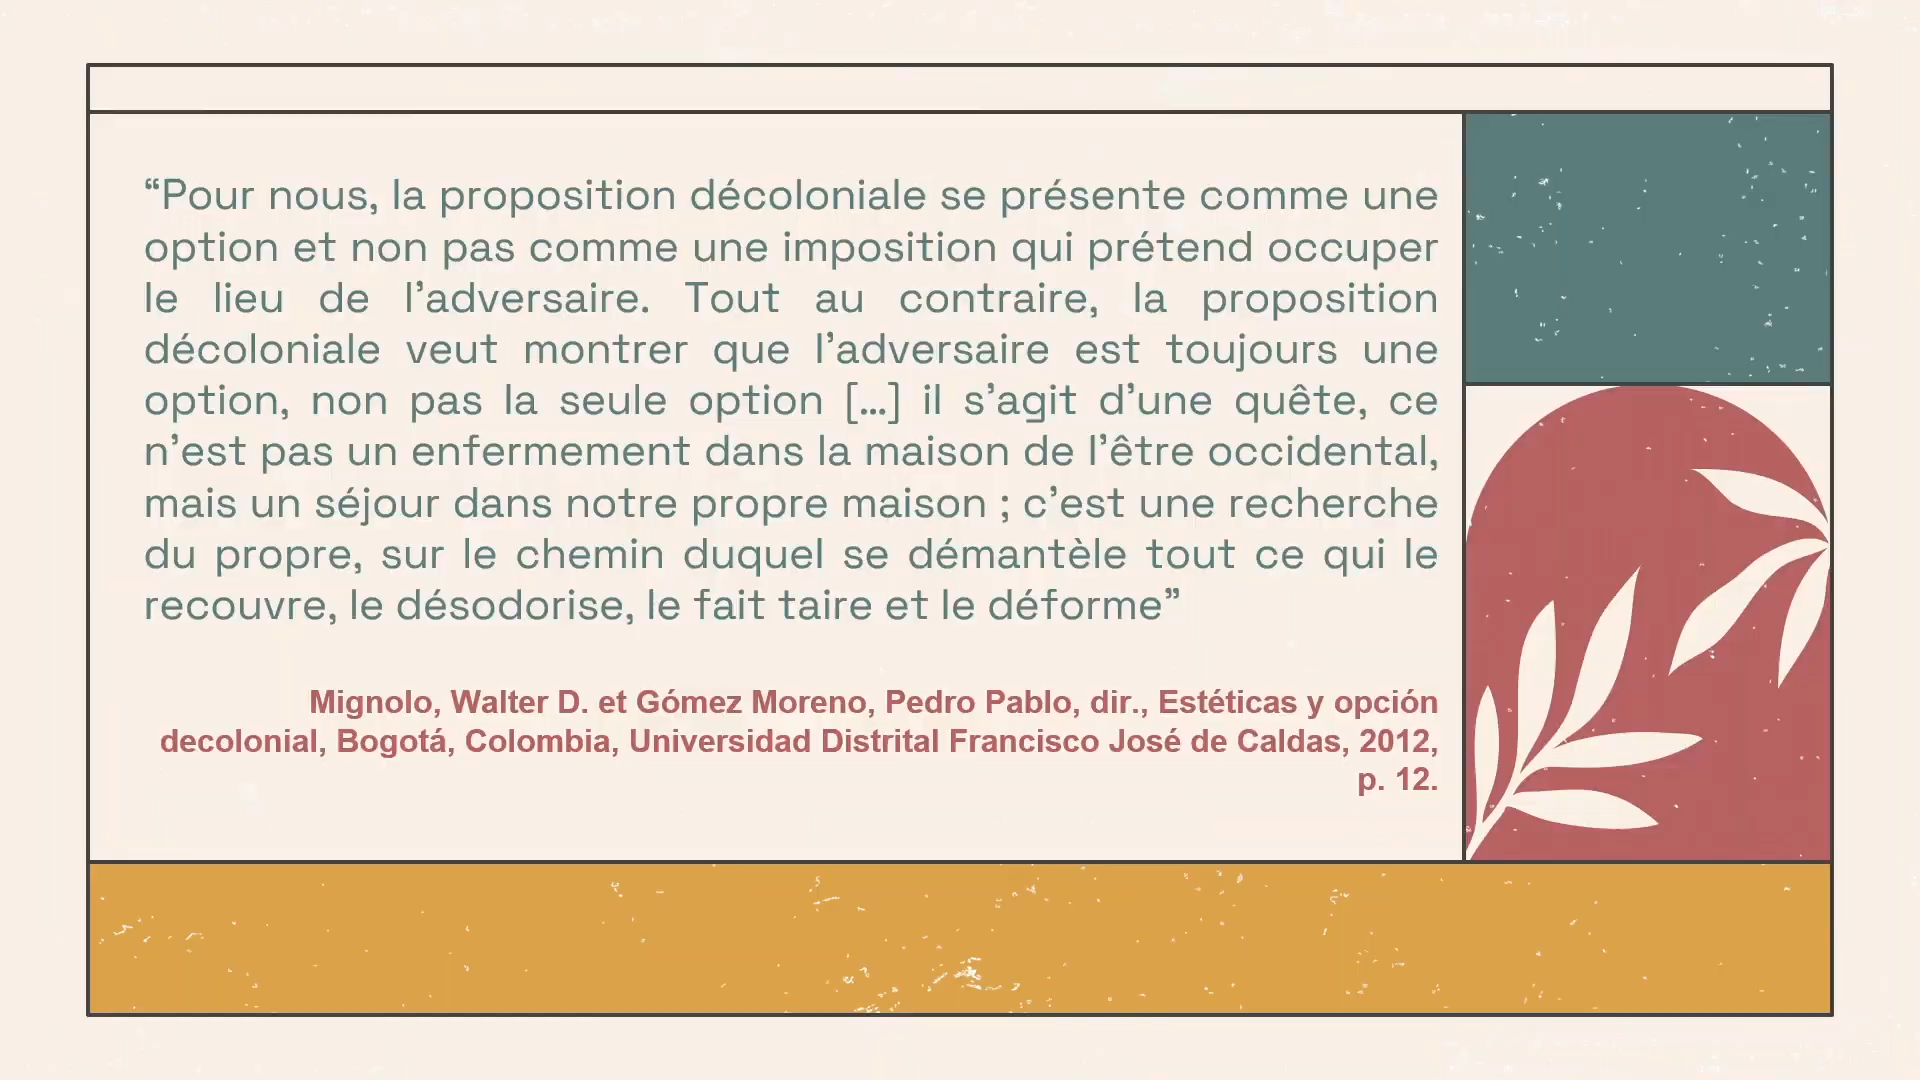 “Pour nous, la proposition décoloniale se présente comme une
option et non pas comme une imposition qui prétend occuper
le lieu de l’adversaire. Tout au contraire, la proposition
décoloniale veut montrer que l’adversaire est toujours une
option, non pas la seule option [...] il s’agit d’une quête, ce
n’est pas un enfermement dans la maison de l’être occidental,
mais un séjour dans notre propre maison ; c’est une recherche
du propre, sur le chemin duquel se démantèle tout ce qui le
recouvre, le désodorise, le fait taire et le déforme”
Mignolo, Walter D. et Gómez Moreno, Pedro Pablo, dir., Estéticas y opción
decolonial, Bogotá, Colombia, Universidad Distrital Francisco José de Caldas, 2012,
p. 12.